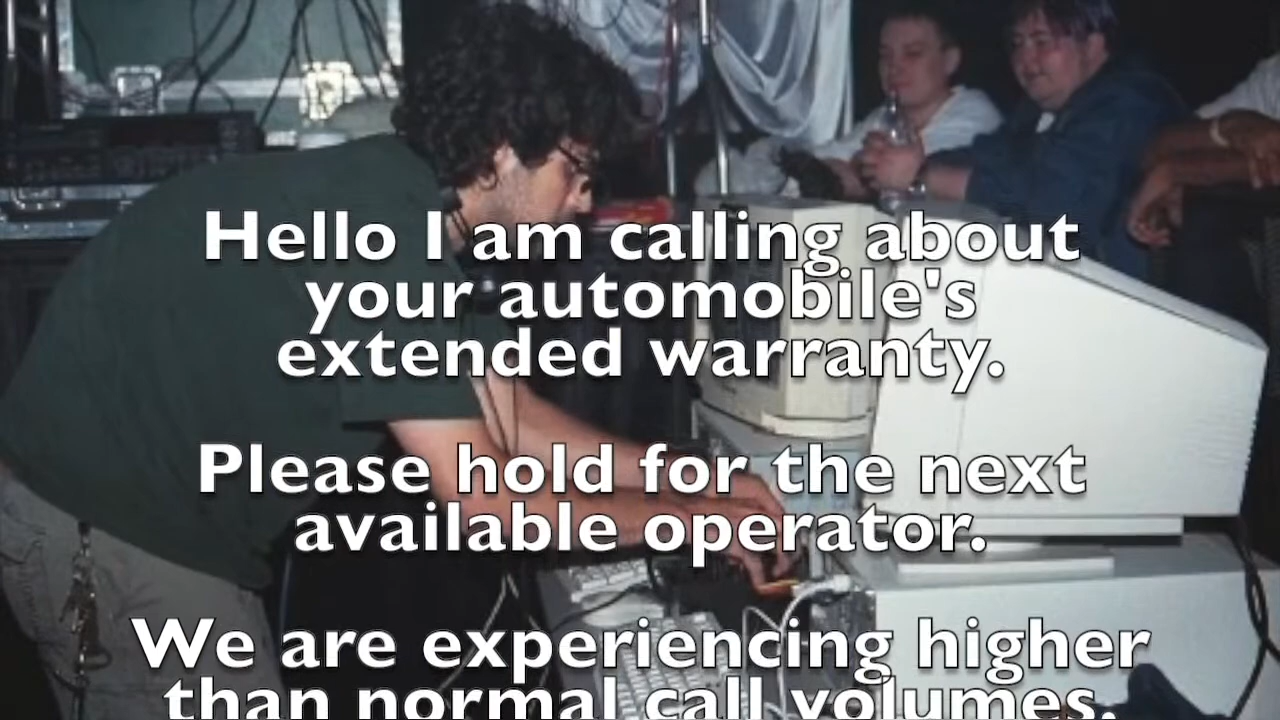 Hello I am calling about
your automobile's
extended warranty.
Please hold for the next
available operator.
We are experiencing higher
than normal call volumes.